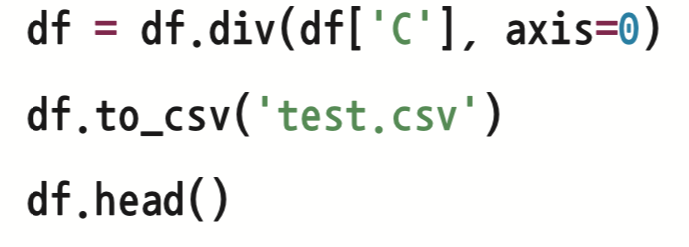 df = df.div(df['C'], axis=0)
df.to_csv('test.csv')
df.head()